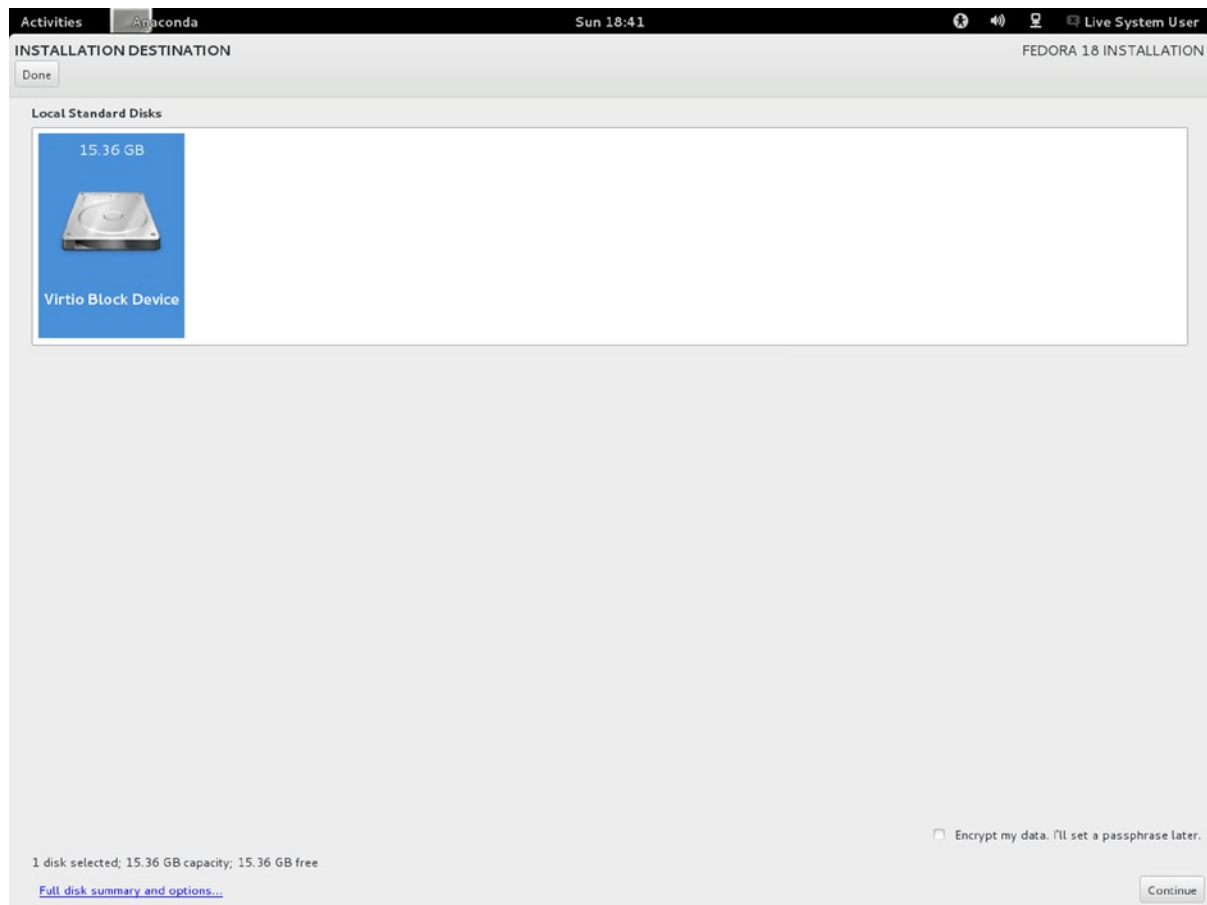 Activities Anaconda Sun 18:41 Live System User
INSTALLATION DESTINATION FEDORA 18 INSTALLATION
Done
Local Standard Disks
15.36 GB
Virtio Block Device
Encrypt my data. I'll set a passphrase later.
1 disk selected; 15.36 GB capacity; 15.36 GB free
Full disk summary and options...
Continue